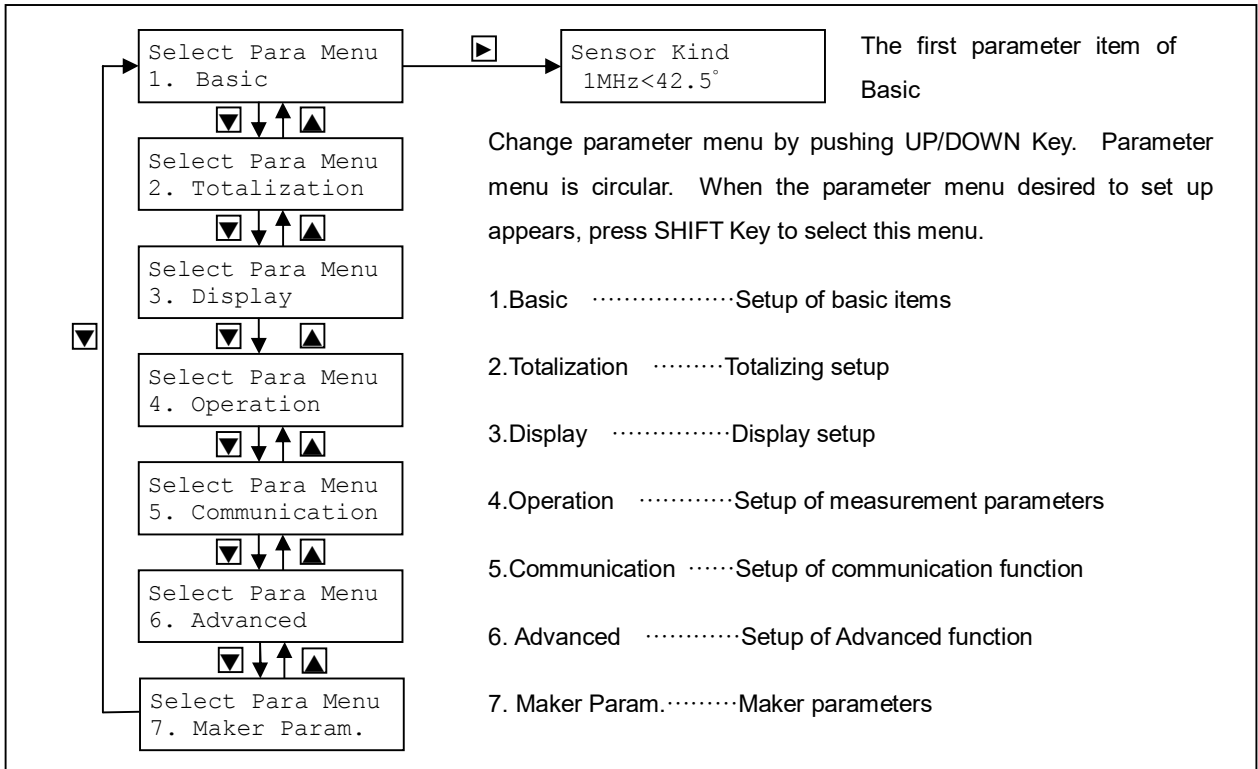 Select Para Menu
1. Basic
Sensor Kind
1MHz<42.5°
The first parameter item of
Basic
Select Para Menu
2. Totalization
Select Para Menu
3. Display
Select Para Menu
4. Operation
Select Para Menu
5. Communication
Select Para Menu
6. Advanced
Select Para Menu
7. Maker Param.
Change parameter menu by pushing UP/DOWN Key. Parameter
menu is circular. When the parameter menu desired to set up
appears, press SHIFT Key to select this menu.
1.Basic ··················Setup of basic items
2.Totalization ·········Totalizing setup
3.Display ···············Display setup
4.Operation ············Setup of measurement parameters
5.Communication ······Setup of communication function
6. Advanced ············Setup of Advanced function
7. Maker Param.·········Maker parameters